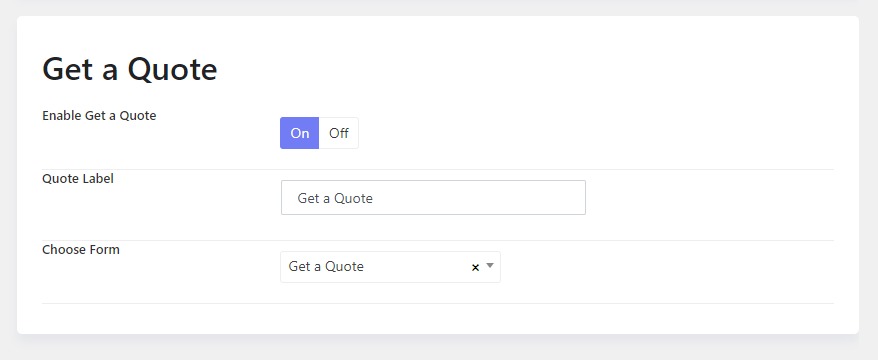 Get a Quote
Enable Get a Quote
On Off
Quote Label
Get a Quote
Choose Form
Get a Quote ×